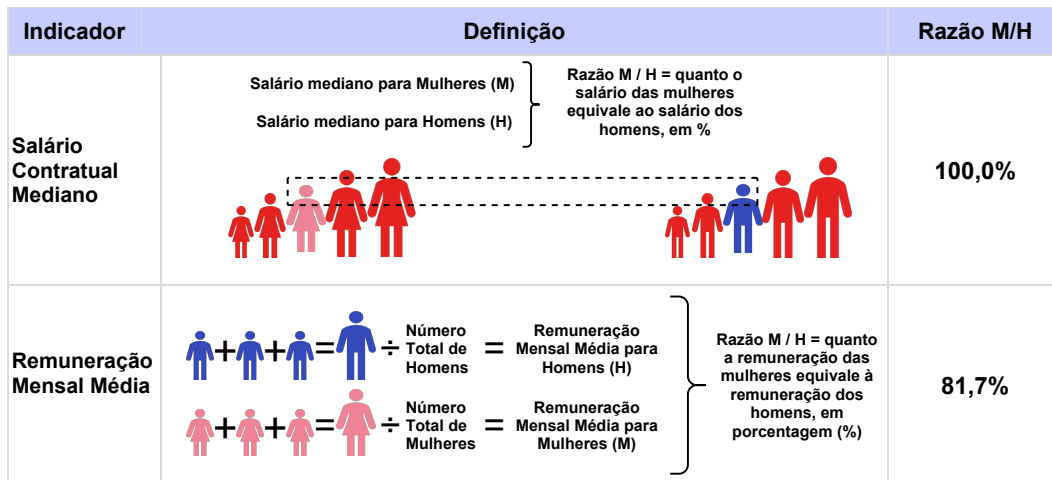 Indicador
Definição
Razão M/H
Salário
Contratual
Mediano
Salário mediano para Mulheres (M)
Salário mediano para Homens (H)
Razão M / H = quanto o
salário das mulheres
equivale ao salário dos
homens, em %
100,0%
Remuneração
Mensal Média
+ + = ÷
Número
Total de
Homens
=
Remuneração
Mensal Média para
Homens (H)
+ + = ÷
Número
Total de
Mulheres
=
Remuneração
Mensal Média para
Mulheres (M)
Razão M / H = quanto
a remuneração das
mulheres equivale à
remuneração dos
homens, em
porcentagem (%)
81,7%